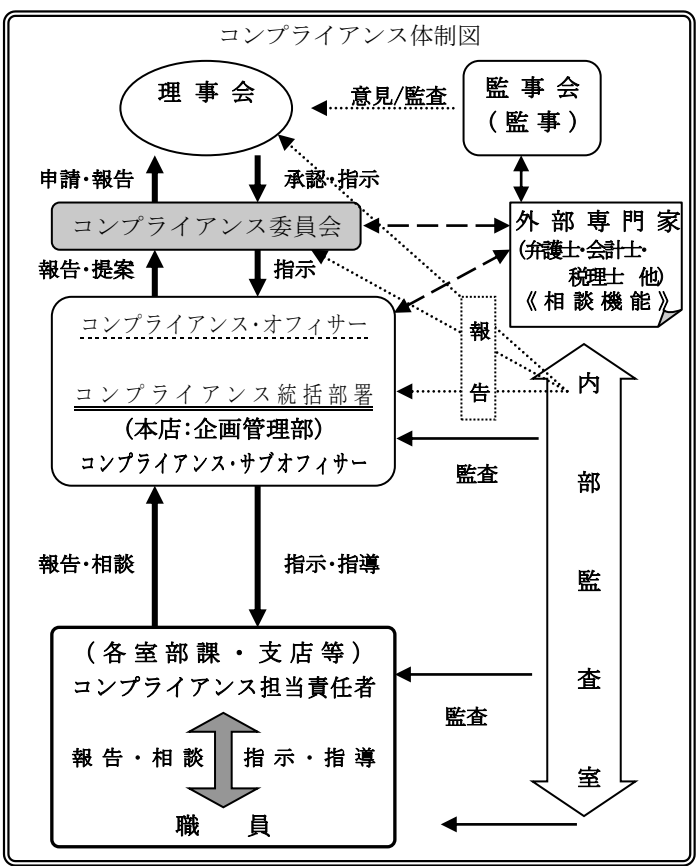 コンプライアンス体制図
理事会
意見/監査
監事会
(監事)
申請・報告
承認・指示
コンプライアンス委員会
外部専門家
(弁護士・会計士・
税理士 他)
《相談機能》
報告・提案
指示
コンプライアンス・オフィサー
報告
コンプライアンス統括部署
(本店:企画管理部)
コンプライアンス・サブオフィサー
監査
内部監査室
報告・相談
指示・指導
(各室部課・支店等)
コンプライアンス担当責任者
監査
報告・相談
指示・指導
職員